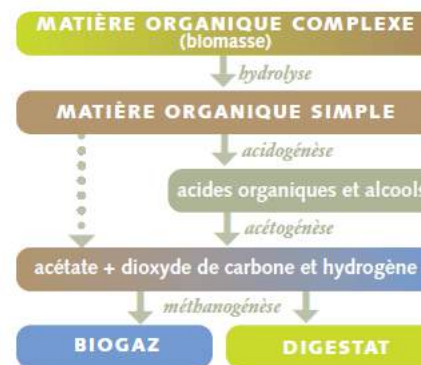 MATIÈRE ORGANIQUE COMPLEXE
(biomasse)
hydrolyse
MATIÈRE ORGANIQUE SIMPLE
acidogénèse
acides organiques et alcools
acétogénèse
acétate + dioxyde de carbone et hydrogène
méthanogénèse
BIOGAZ
DIGESTAT